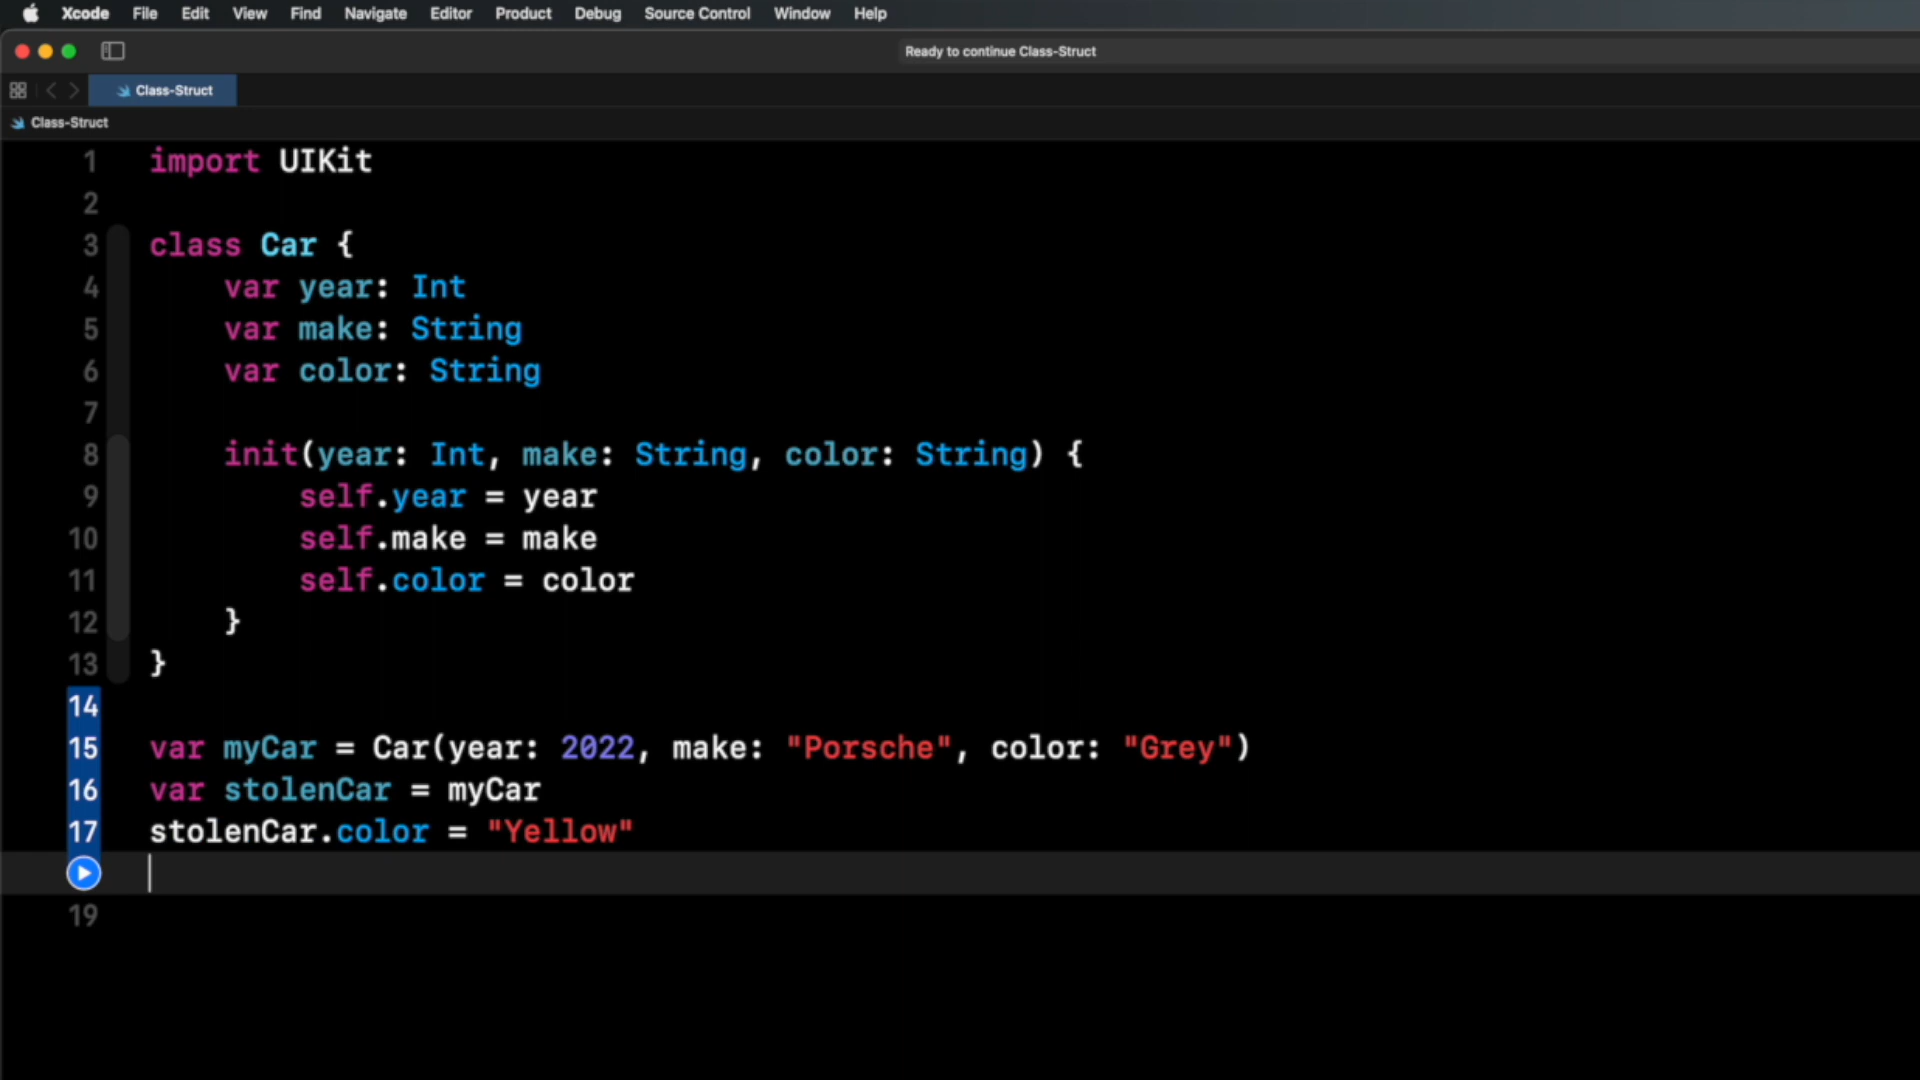 Xcode File Edit View Find Navigate Editor Product Debug Source Control Window Help
Ready to continue Class-Struct
Class-Struct
Class-Struct
1 import UIKit
2
3 class Car {
4 var year: Int
5 var make: String
6 var color: String
7
8 init(year: Int, make: String, color: String) {
9 self.year = year
10 self.make = make
11 self.color = color
12 }
13 }
14
15 var myCar = Car(year: 2022, make: "Porsche", color: "Grey")
16 var stolenCar = myCar
17 stolenCar.color = "Yellow"
19